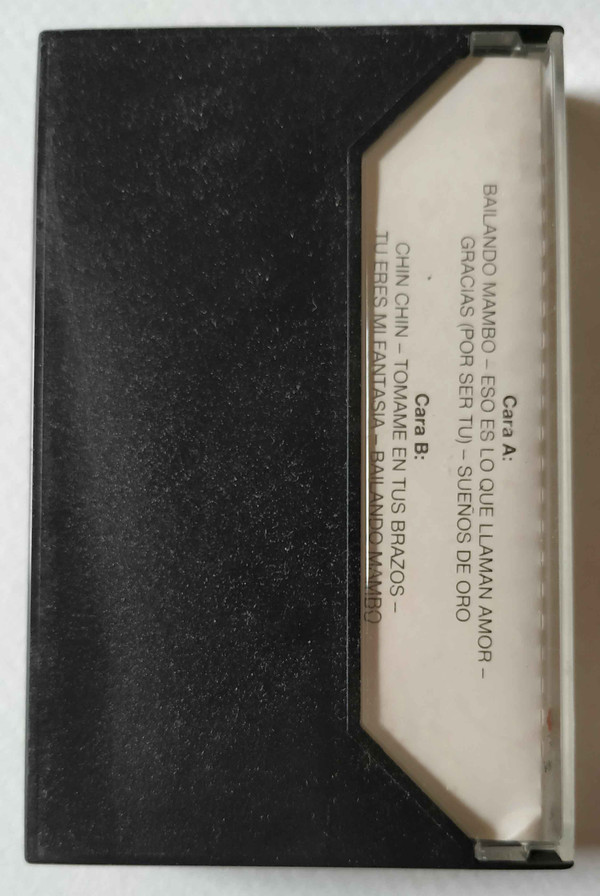 Cara A:
BAILANDO MAMBO – ESO ES LO QUE LLAMAN AMOR –
GRACIAS (POR SER TU) – SUEÑOS DE ORO
Cara B:
CHIN CHIN – TOMAME EN TUS BRAZOS –
TU ERES MI FANTASIA – BAILANDO MAMBO